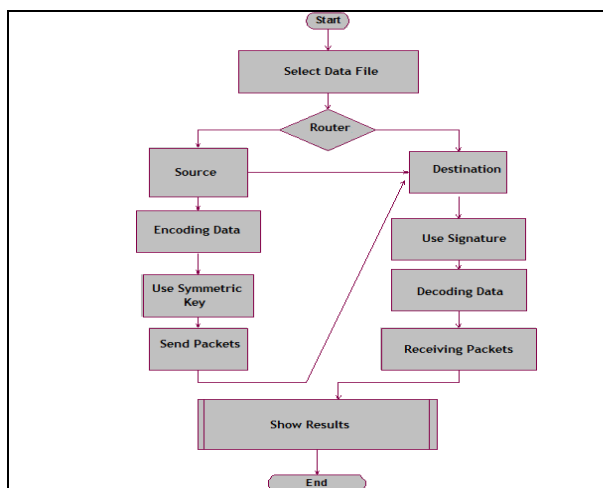 Start
Select Data File
Router
Source
Destination
Encoding Data
Use Signature
Use Symmetric
Key
Decoding Data
Send Packets
Receiving Packets
Show Results
End